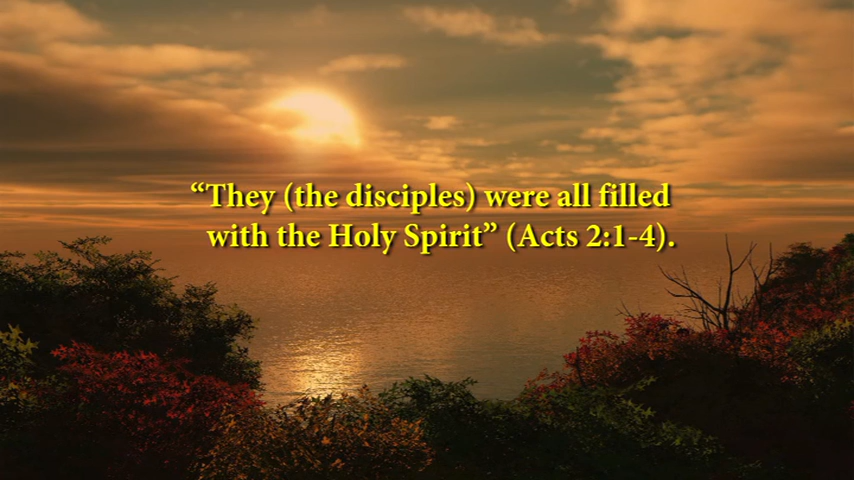 “They (the disciples) were all filled
with the Holy Spirit” (Acts 2:1-4).